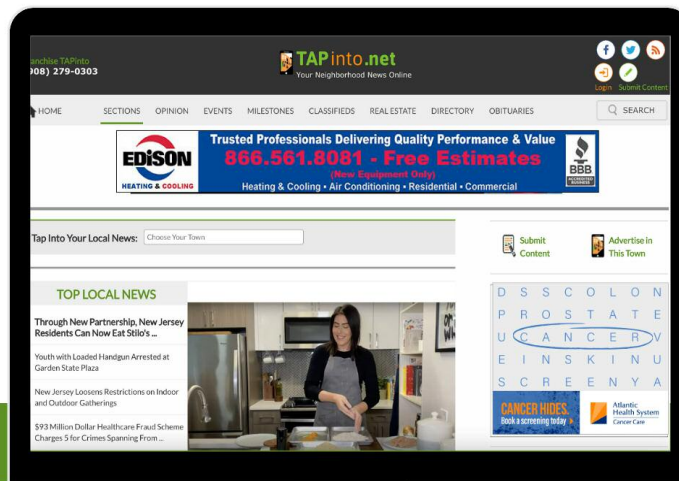 ranchise TAPinto
908) 279-0303
TAPinto.net
Your Neighborhood News Online
Login Submit Content
HOME SECTIONS OPINION EVENTS MILESTONES CLASSIFIEDS REAL ESTATE DIRECTORY OBITUARIES SEARCH
EDISON
HEATING & COOLING
Trusted Professionals Delivering Quality Performance & Value
866.561.8081 - Free Estimates
(New Equipment Only)
Heating & Cooling • Air Conditioning • Residential • Commercial
BBB
ACCREDITED
BUSINESS
Tap Into Your Local News: Choose Your Town
Submit
Content
Advertise in
This Town
TOP LOCAL NEWS
Through New Partnership, New Jersey
Residents Can Now Eat Stilo's ...
Youth with Loaded Handgun Arrested at
Garden State Plaza
New Jersey Loosens Restrictions on Indoor
and Outdoor Gatherings
$93 Million Dollar Healthcare Fraud Scheme
Charges 5 for Crimes Spanning From ...
D S S C O L O N
P R O S T A T E
U C A N C E R V
E I N S K I N U
S C R E E N Y A
CANCER HIDES.
Book a screening today
Atlantic
Health System
Cancer Care